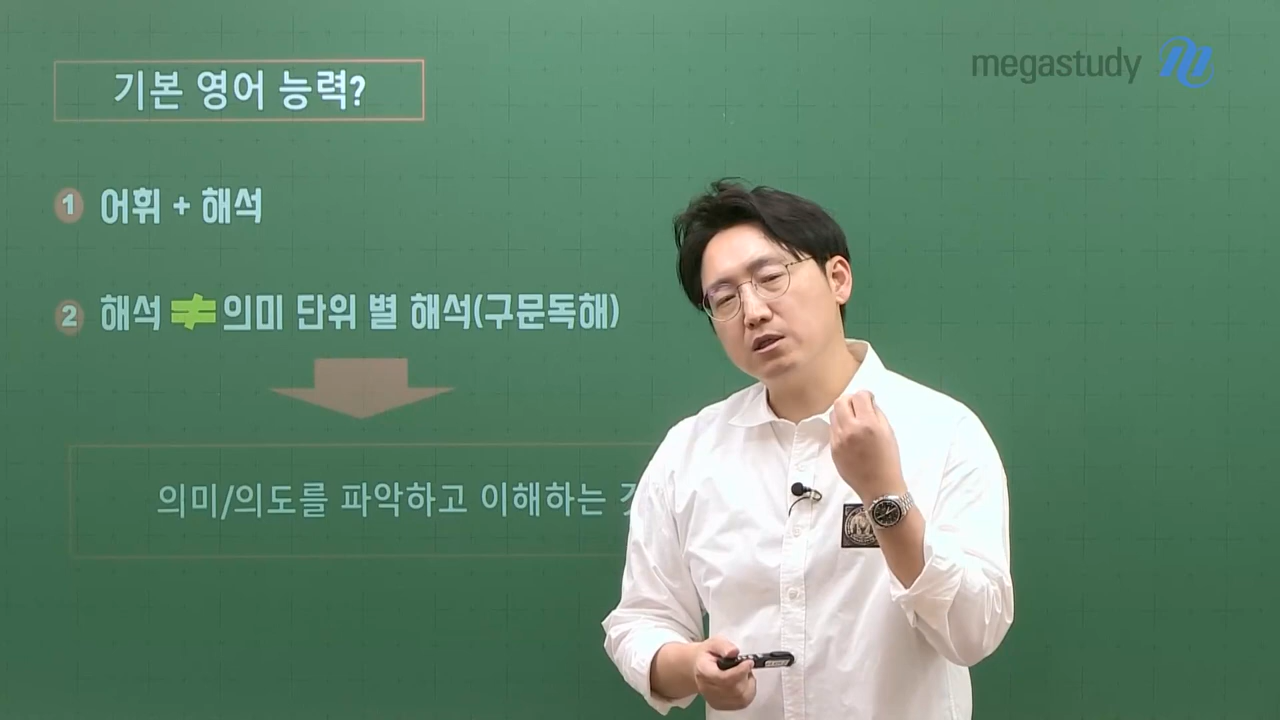 기본 영어 능력?
megastudy
1 어휘 + 해석
2 해석 ≠ 의미 단위 별 해석(구문독해)
의미/의도를 파악하고 이해하는